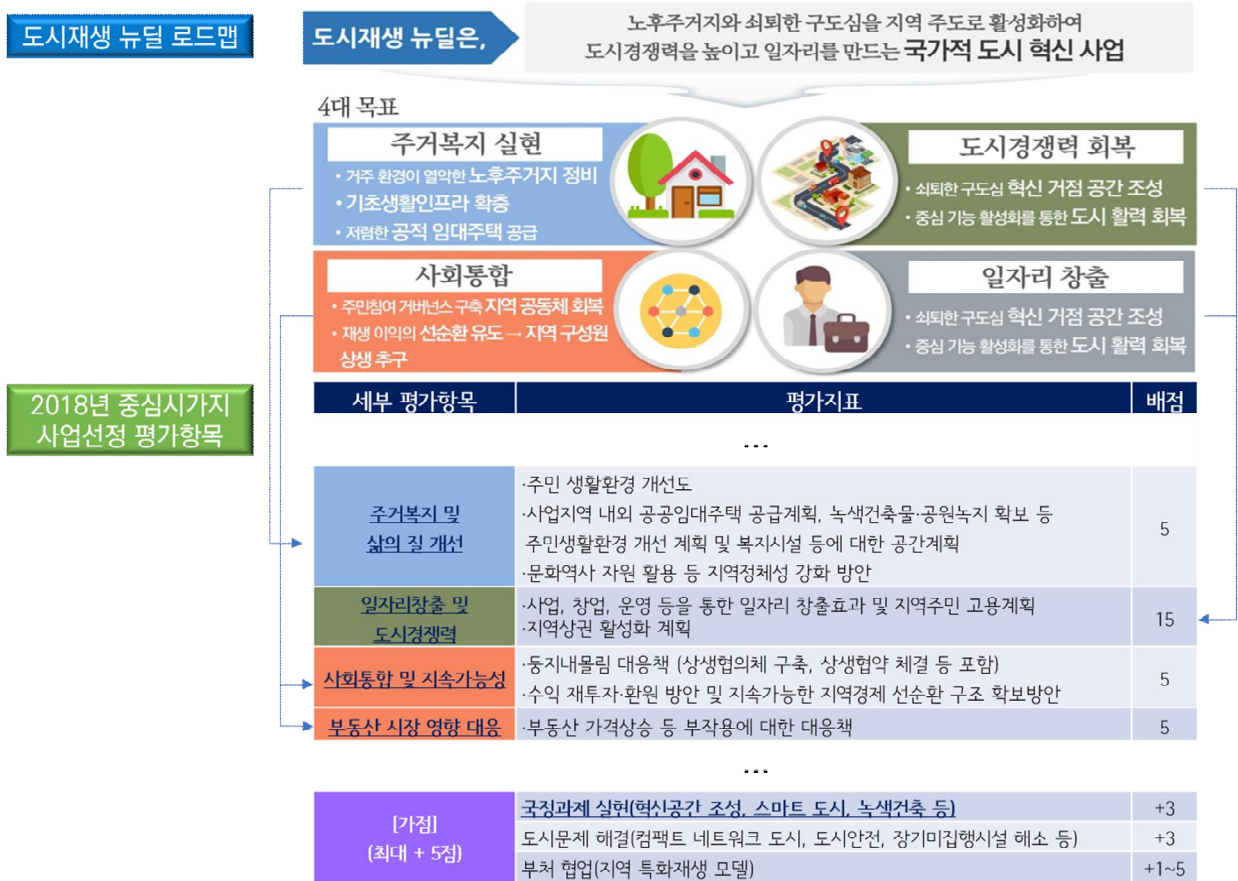 도시재생 뉴딜 로드맵
도시재생 뉴딜은,
노후주거지와 쇠퇴한 구도심을 지역 주도로 활성화하여
도시경쟁력을 높이고 일자리를 만드는 국가적 도시 혁신 사업
4대 목표
주거복지 실현
• 거주 환경이 열악한 노후주거지 정비
• 기초생활인프라 확충
• 저렴한 공적 임대주택 공급
도시경쟁력 회복
• 쇠퇴한 구도심 혁신 거점 공간 조성
• 중심 기능 활성화를 통한 도시 활력 회복
사회통합
• 주민참여 거버넌스 구축 지역 공동체 회복
• 재생 이익의 선순환 유도 → 지역 구성원
상생 추구
일자리 창출
• 쇠퇴한 구도심 혁신 거점 공간 조성
• 중심 기능 활성화를 통한 도시 활력 회복
2018년 중심시가지
사업선정 평가항목
세부 평가항목 평가지표 배점
...
주거복지 및
삶의 질 개선
·주민 생활환경 개선도
·사업지역 내외 공공임대주택 공급계획, 녹색건축물·공원녹지 확보 등
주민생활환경 개선 계획 및 복지시설 등에 대한 공간계획
·문화역사 자원 활용 등 지역정체성 강화 방안
5
일자리창출 및
도시경쟁력
·사업, 창업, 운영 등을 통한 일자리 창출효과 및 지역주민 고용계획
·지역상권 활성화 계획
15
사회통합 및 지속가능성
·둥지내몰림 대응책 (상생협의체 구축, 상생협약 체결 등 포함)
·수익 재투자·환원 방안 및 지속가능한 지역경제 선순환 구조 확보방안
5
부동산 시장 영향 대응
·부동산 가격상승 등 부작용에 대한 대응책
5
...
[가점]
(최대 + 5점)
국정과제 실현(혁신공간 조성, 스마트 도시, 녹색건축 등)
+3
도시문제 해결(컴팩트 네트워크 도시, 도시안전, 장기미집행시설 해소 등)
+3
부처 협업(지역 특화재생 모델)
+1~5